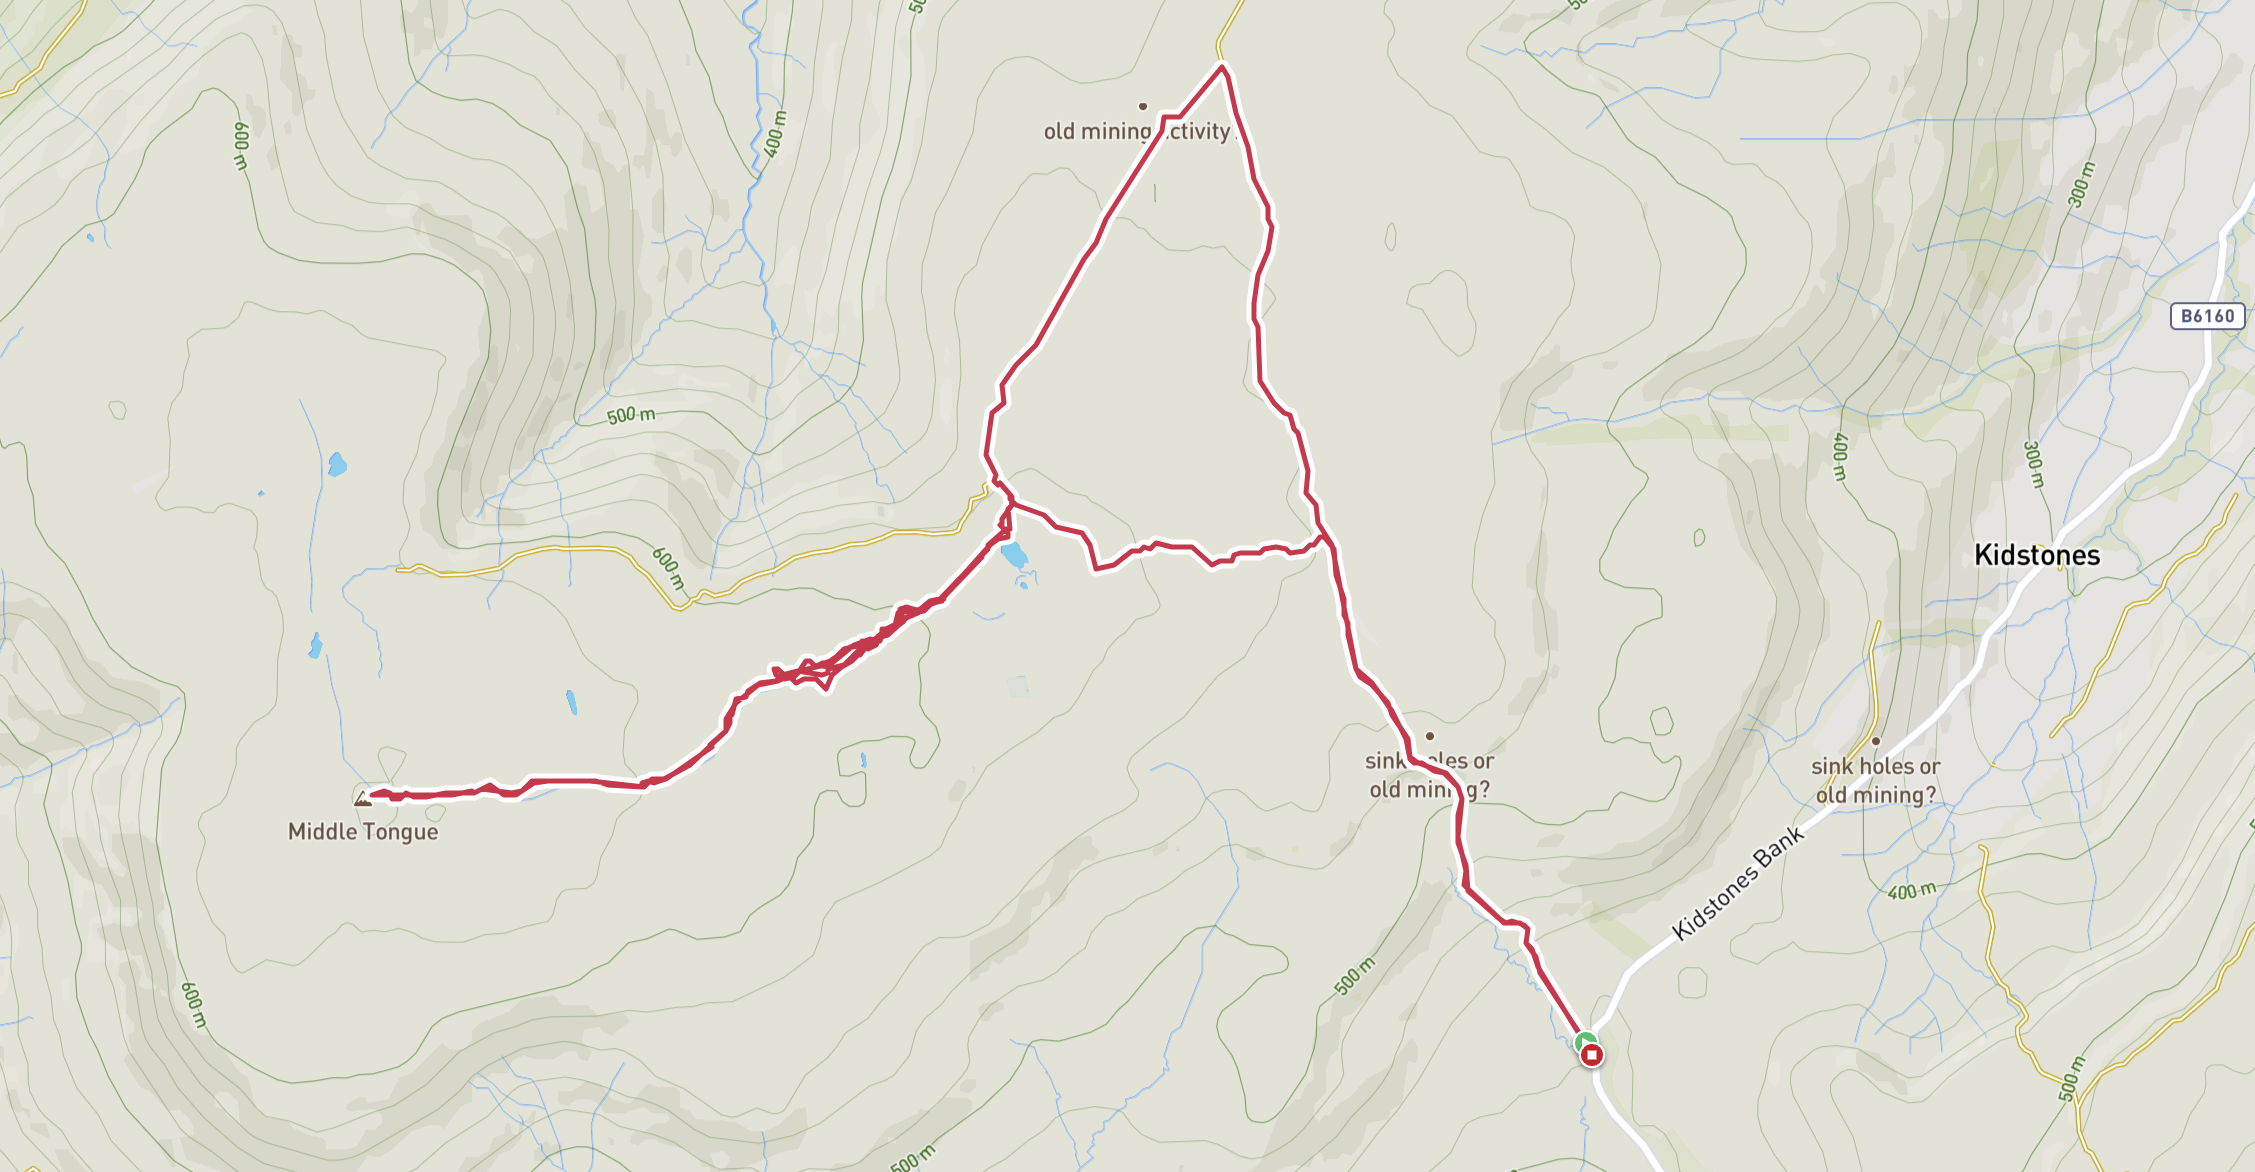 600 m
400 m
old mining activity
300 m
B6160
500 m
400 m
300 m
Kidstones
600 m
sink holes or
old mining?
sink holes or
old mining?
Middle Tongue
Kidstones Bank
400 m
500 m
600 m
500 m
500 m